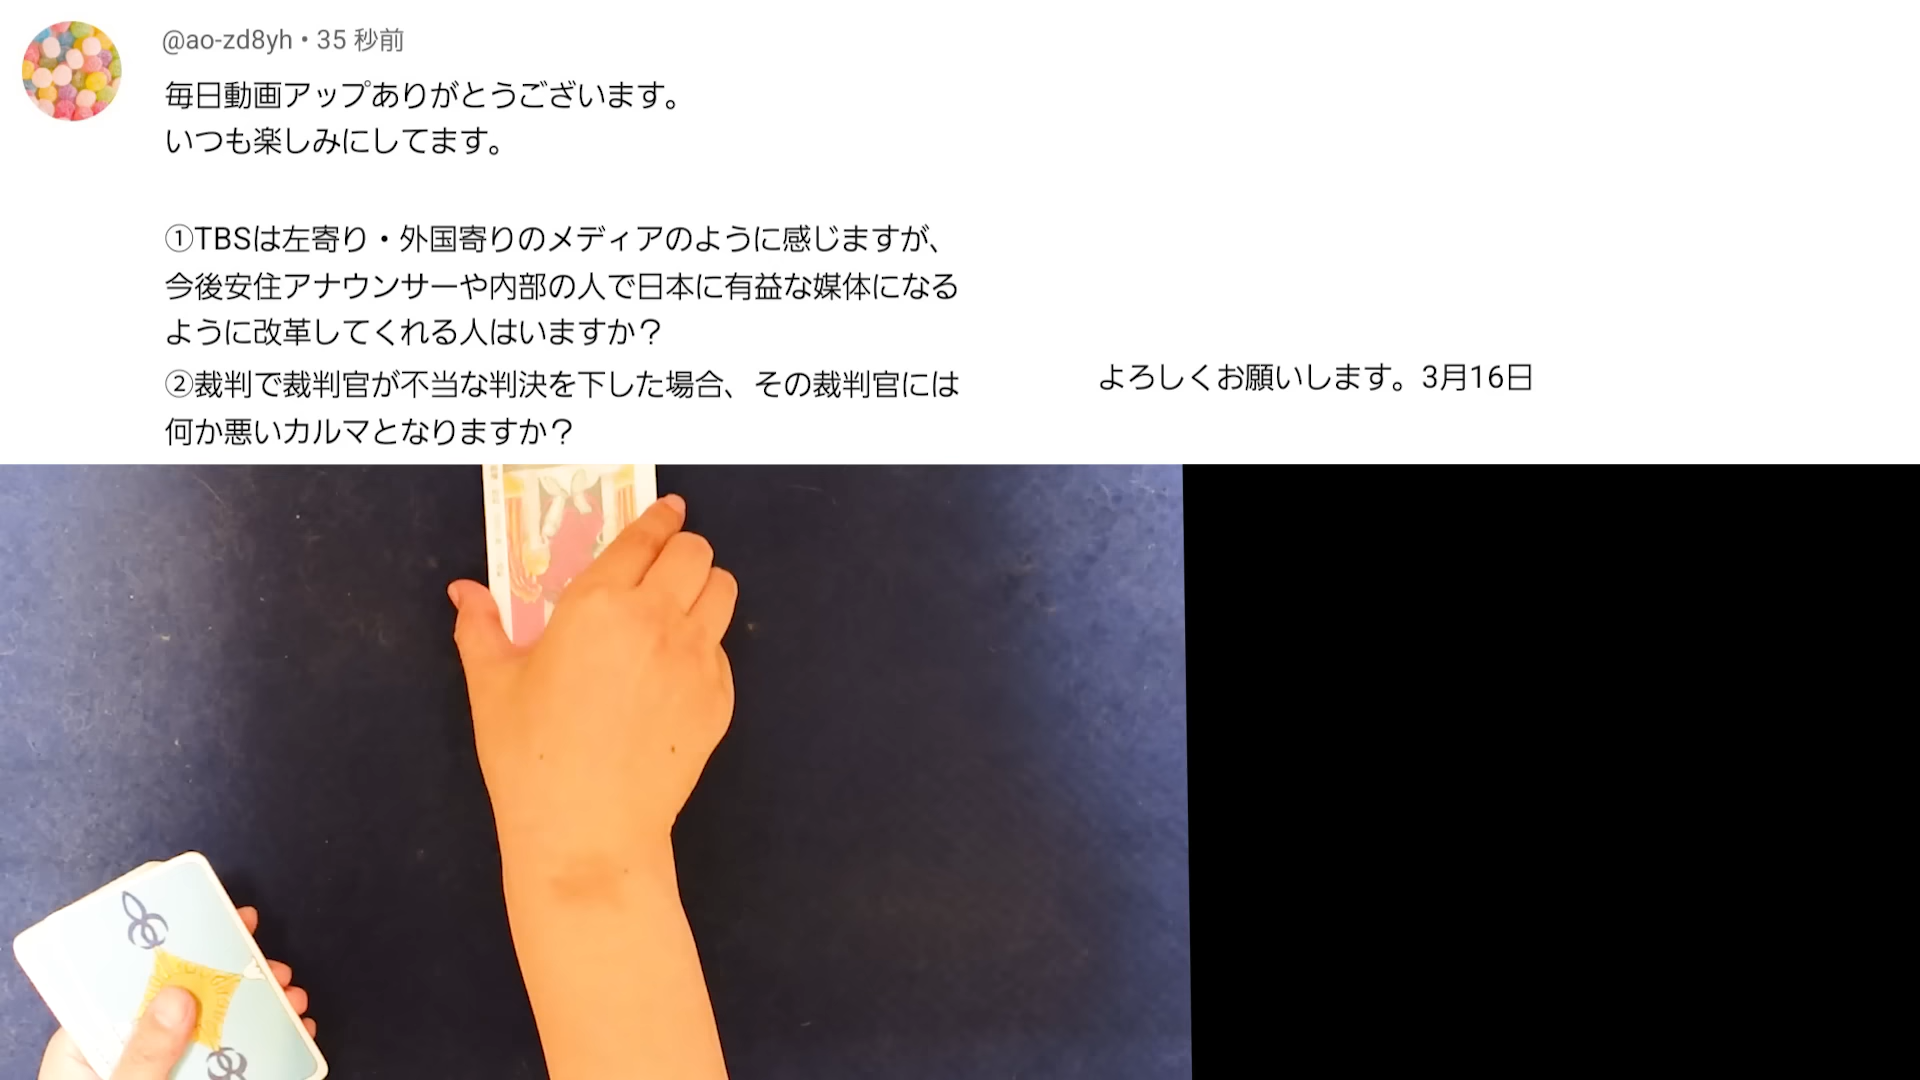 @ao-zd8yh • 35 秒前
毎日動画アップありがとうございます。
いつも楽しみにしてます。
①TBSは左寄り・外国寄りのメディアのように感じますが、
今後安住アナウンサーや内部の人で日本に有益な媒体になる
ように改革してくれる人はいますか？
②裁判で裁判官が不当な判決を下した場合、その裁判官には
何か悪いカルマとなりますか？
よろしくお願いします。3月16日